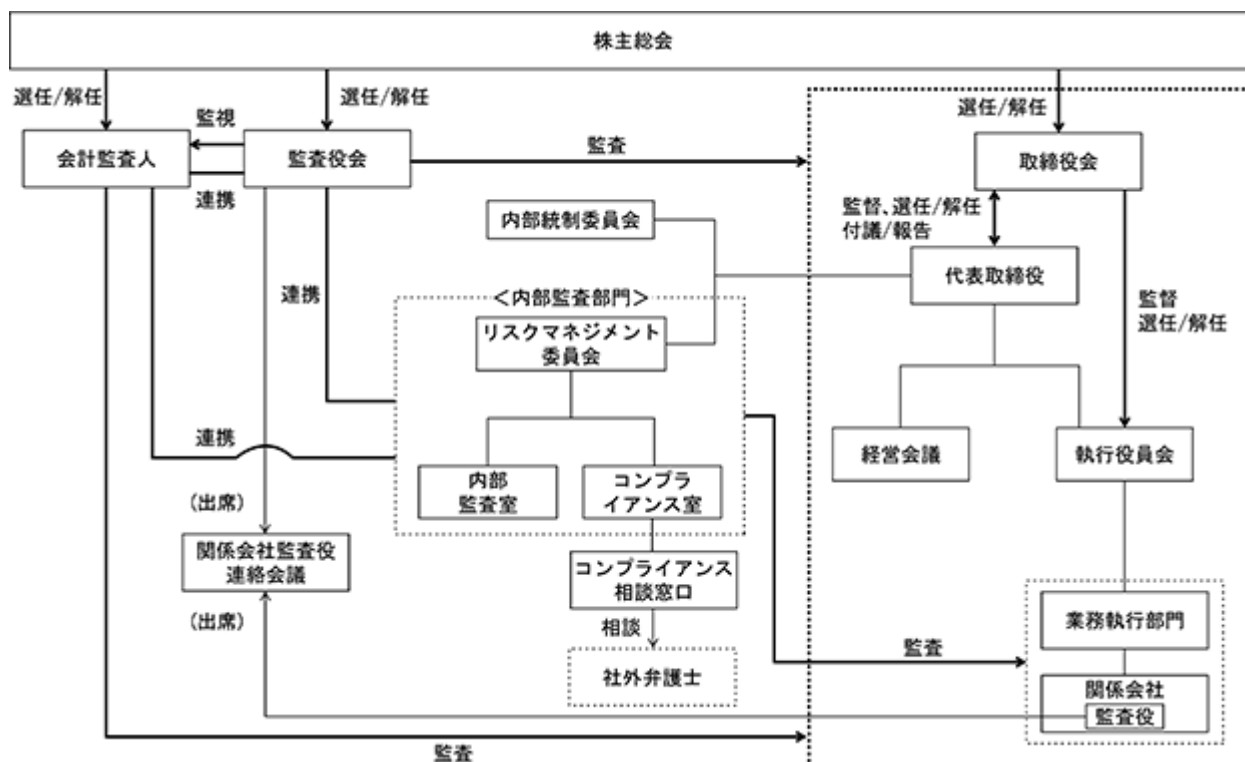 株主総会
選任/解任
選任/解任
選任/解任
監視
会計監査人
監査役会
監査
取締役会
連携
内部統制委員会
監督、選任/解任
付議/報告
代表取締役
連携
<内部監査部門>
監督
選任/解任
リスクマネジメント
委員会
連携
経営会議
執行役員会
内部
監査室
コンプラ
イアンス室
(出席)
関係会社監査役
連絡会議
コンプライアンス
相談窓口
(出席)
業務執行部門
相談
監査
社外弁護士
関係会社
監査役
監査